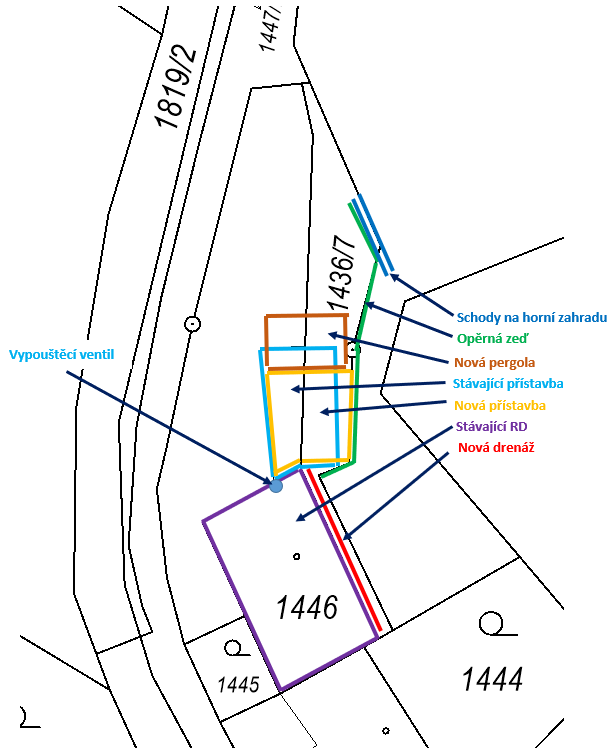 1447/
1819/2
1436/7
Schody na horní zahradu
Opěrná zeď
Vypouštěcí ventil
Nová pergola
Stávající přístavba
Nová přístavba
Stávající RD
Nová drenáž
1446
1445
1444